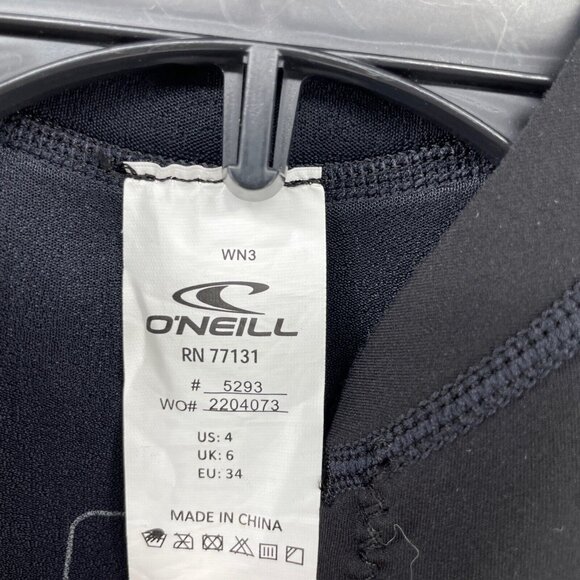 WN3
O'NEILL
RN 77131
# 5293
WO# 2204073
US: 4
UK: 6
EU: 34
MADE IN CHINA